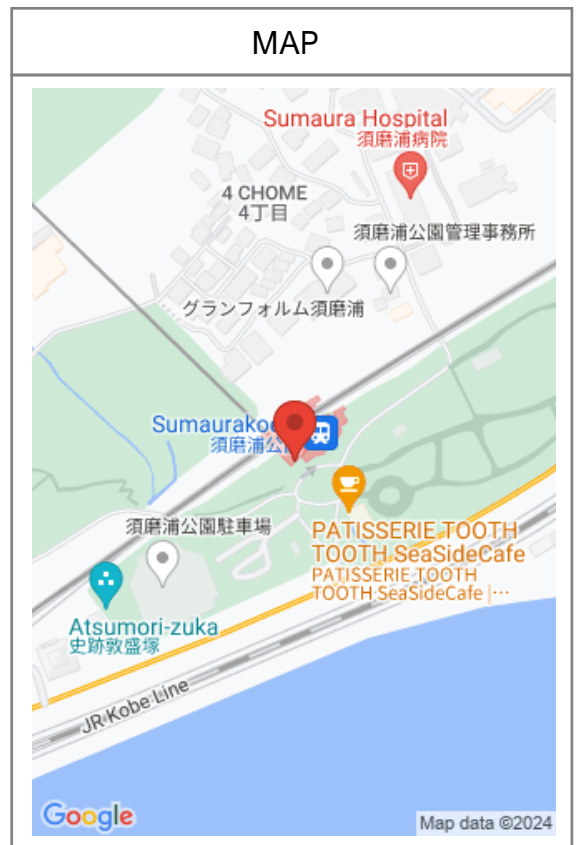 MAP
Sumaura Hospital
須磨浦病院
4 CHOME
4丁目
須磨浦公園管理事務所
グランフォルム須磨浦
Sumaurakoe
須磨浦公
須磨浦公園駐車場
PATISSERIE TOOTH
TOOTH SeaSideCafe
PATISSERIE TOOTH
TOOTH SeaSideCafe |…
Atsumori-zuka
史跡敦盛塚
JR Kobe Line
Google
Map data ©2024